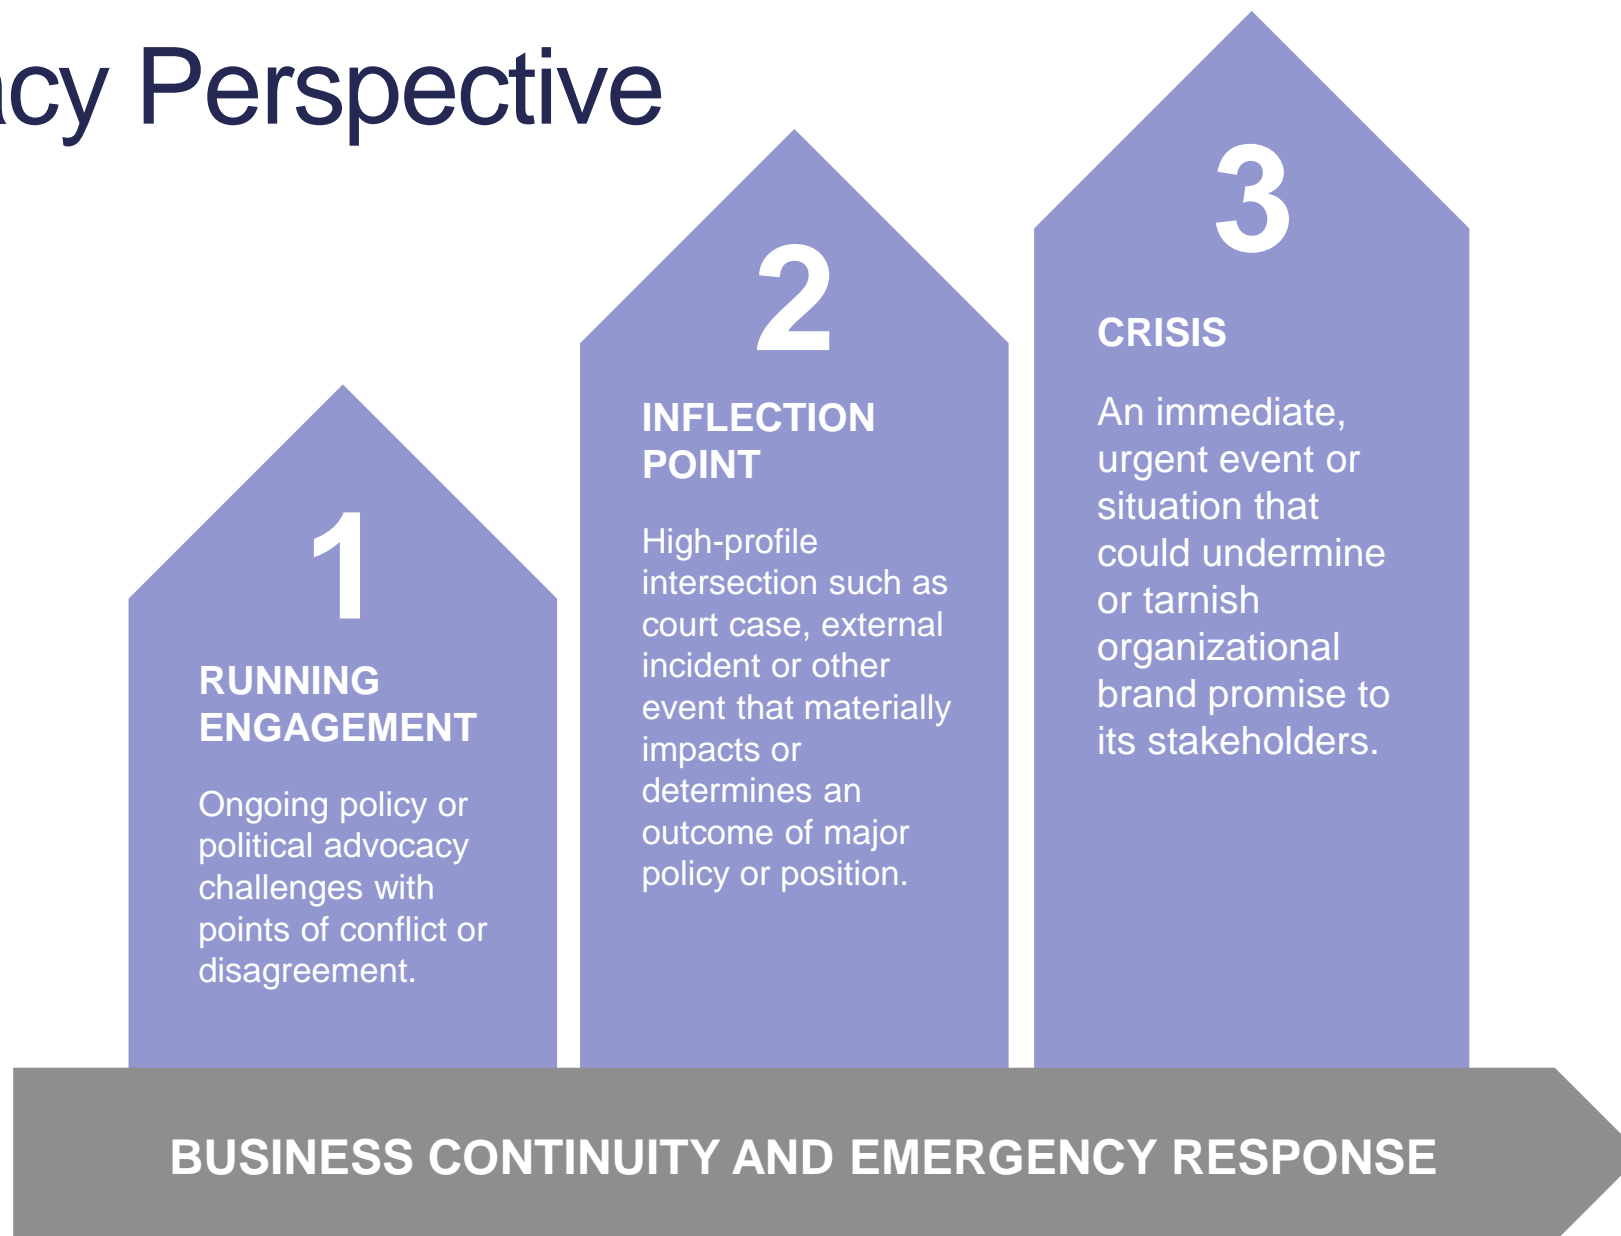 acy Perspective
1
RUNNING
ENGAGEMENT
Ongoing policy or
political advocacy
challenges with
points of conflict or
disagreement.
2
INFLECTION
POINT
High-profile
intersection such as
court case, external
incident or other
event that materially
impacts or
determines an
outcome of major
policy or position.
3
CRISIS
An immediate,
urgent event or
situation that
could undermine
or tarnish
organizational
brand promise to
its stakeholders.
BUSINESS CONTINUITY AND EMERGENCY RESPONSE